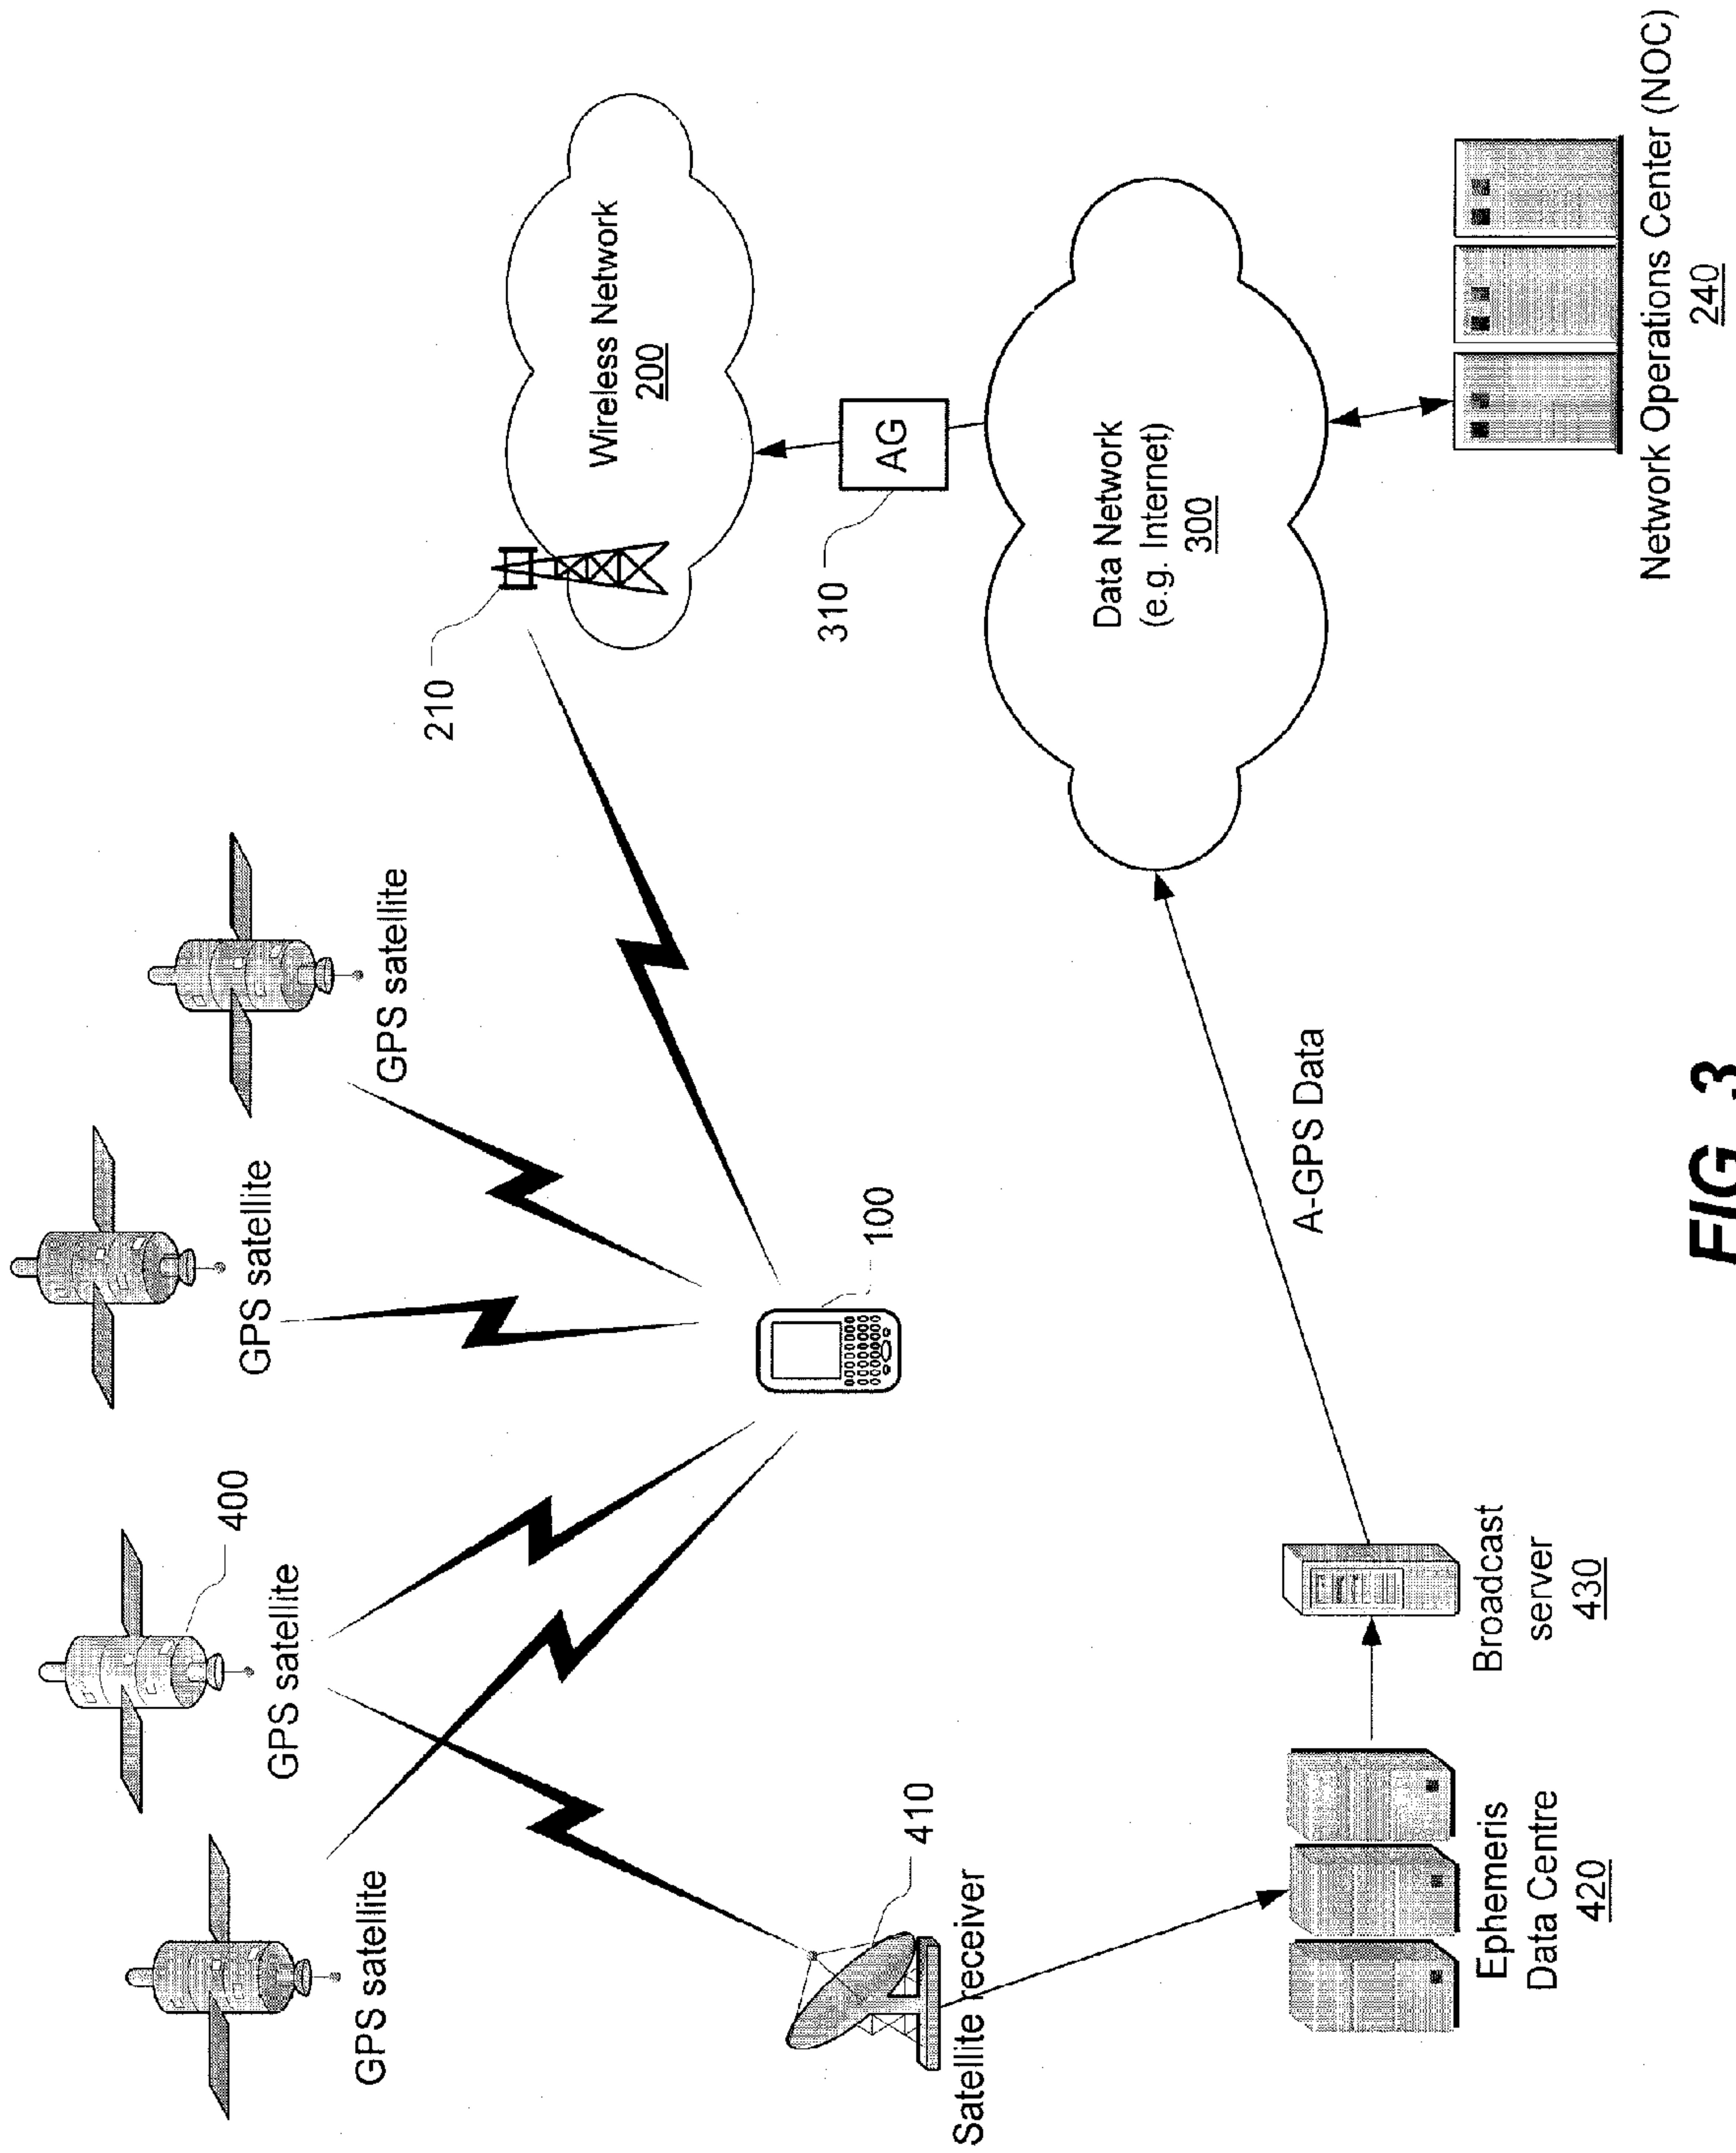 GPS satellite
GPS satellite
400
GPS satellite
GPS satellite
210
Wireless Network
200
100
410
Satellite receiver
310
AG
Data Network
(e.g. Internet)
300
A-GPS Data
Ephemeris
Data Centre
420
Broadcast
server
430
Network Operations Center (NOC)
240
FIG. 3